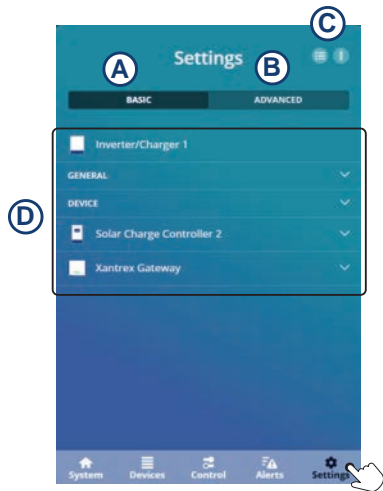 C
Settings
A
B
BASIC ADVANCED
Inverter/Charger 1
GENERAL
DEVICE
D
Solar Charge Controller 2
Xantrex Gateway
System Devices Control Alerts Settings